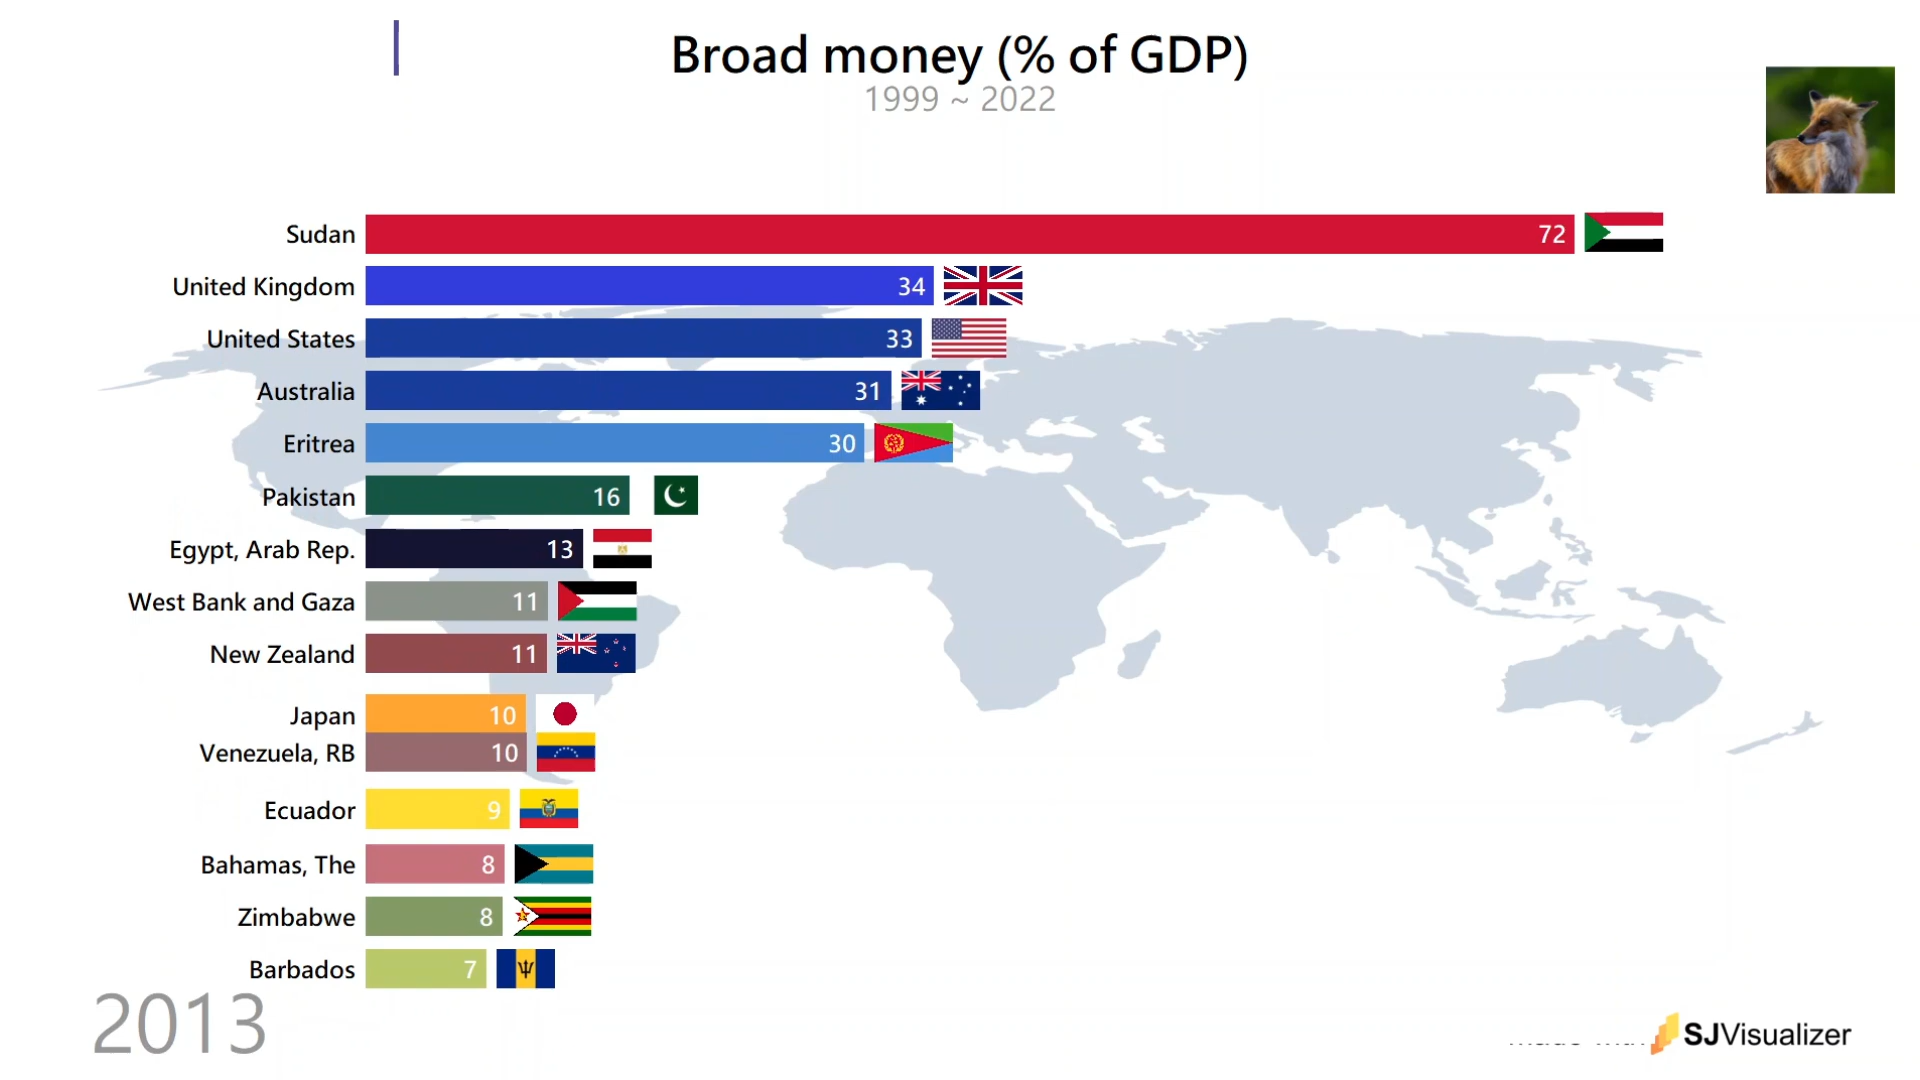 Broad money (% of GDP)
1999 ~ 2022
Sudan 72
United Kingdom 34
United States 33
Australia 31
Eritrea 30
Pakistan 16
Egypt, Arab Rep. 13
West Bank and Gaza 11
New Zealand 11
Japan 10
Venezuela, RB 10
Ecuador 9
Bahamas, The 8
Zimbabwe 8
Barbados 7
2013
SJVisualizer